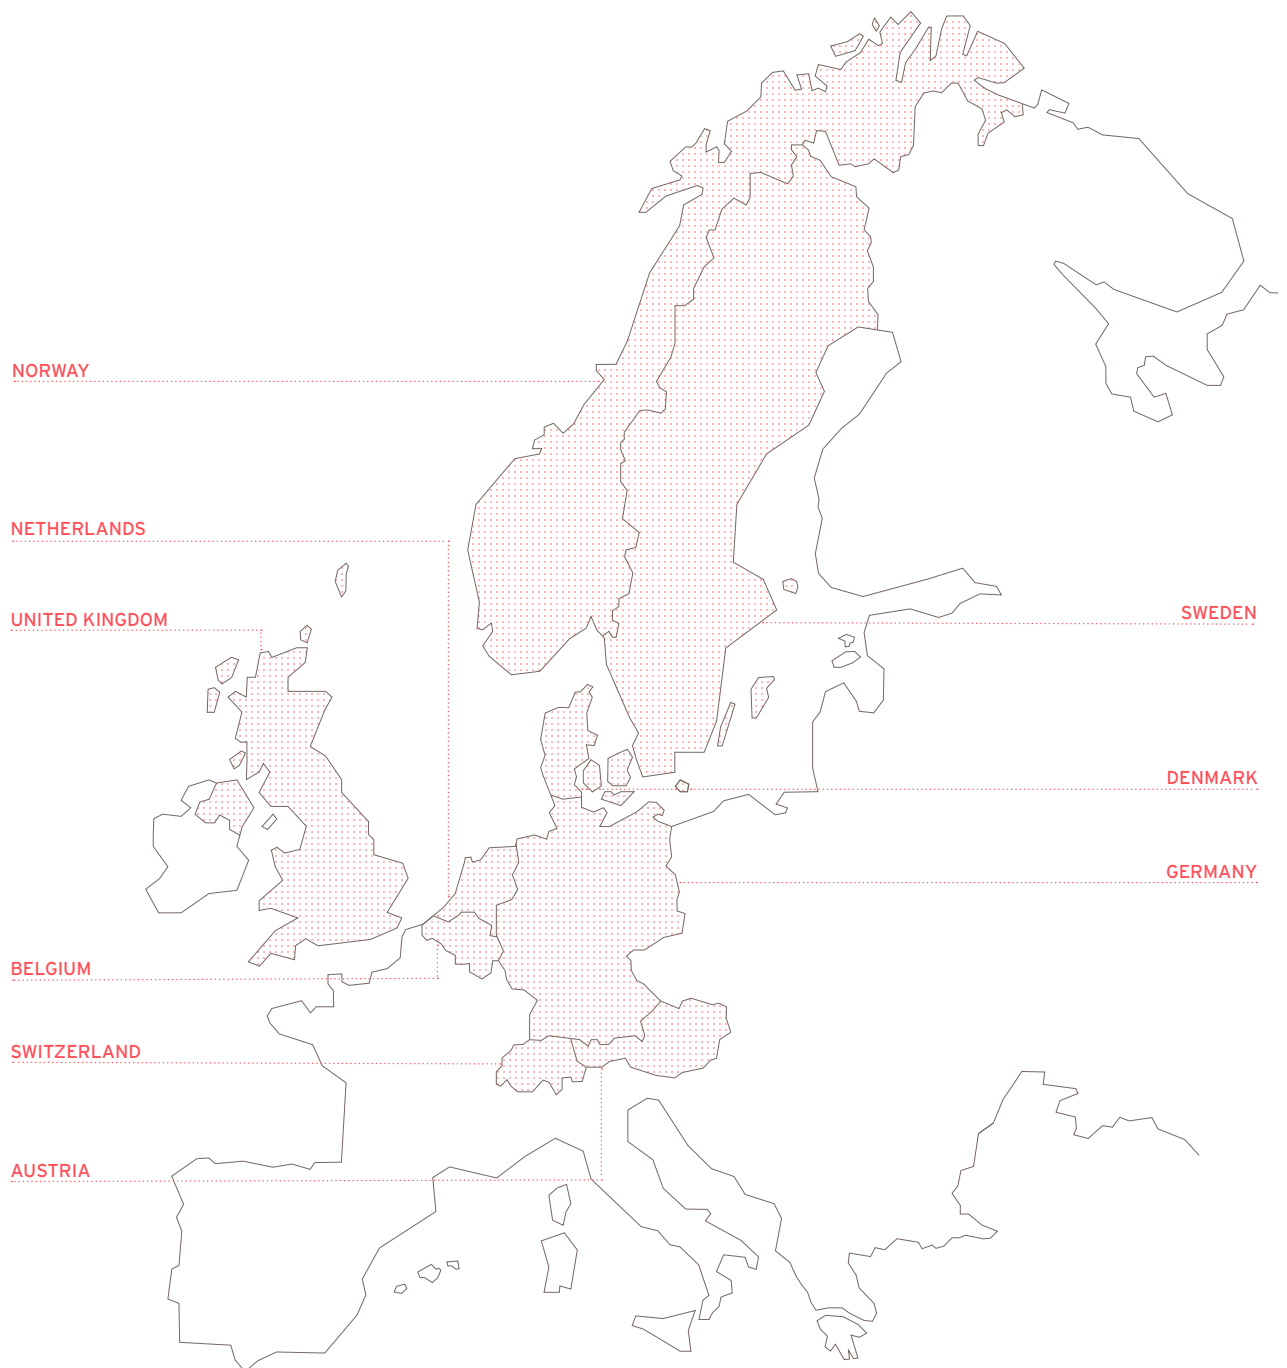 NORWAY
NETHERLANDS
UNITED KINGDOM
SWEDEN
DENMARK
GERMANY
BELGIUM
SWITZERLAND
AUSTRIA